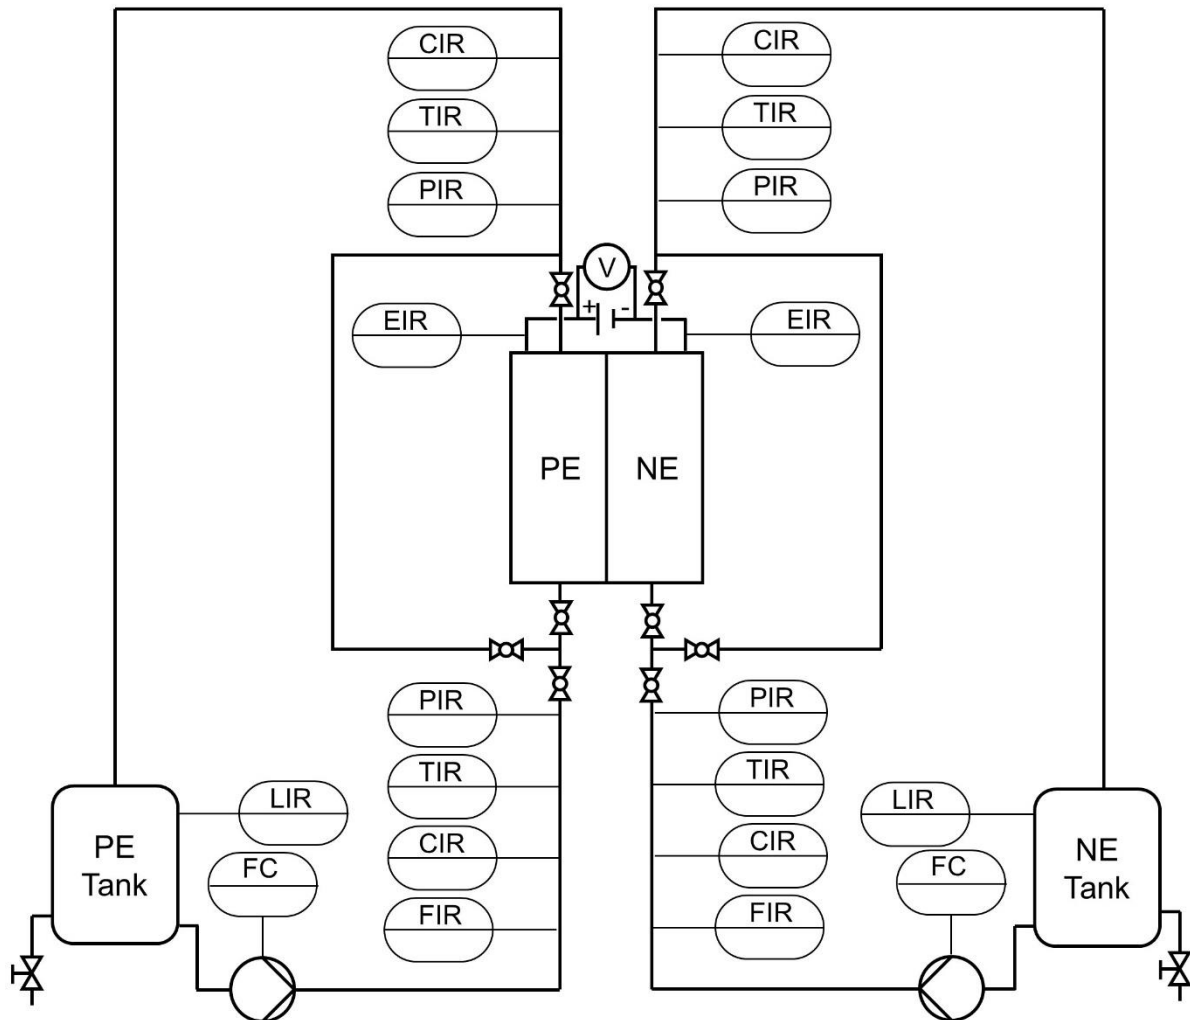 CIR
CIR
TIR
TIR
PIR
PIR
V
+
-
EIR
EIR
PE
NE
PIR
PIR
TIR
TIR
LIR
LIR
CIR
CIR
PE
Tank
NE
Tank
FC
FC
FIR
FIR